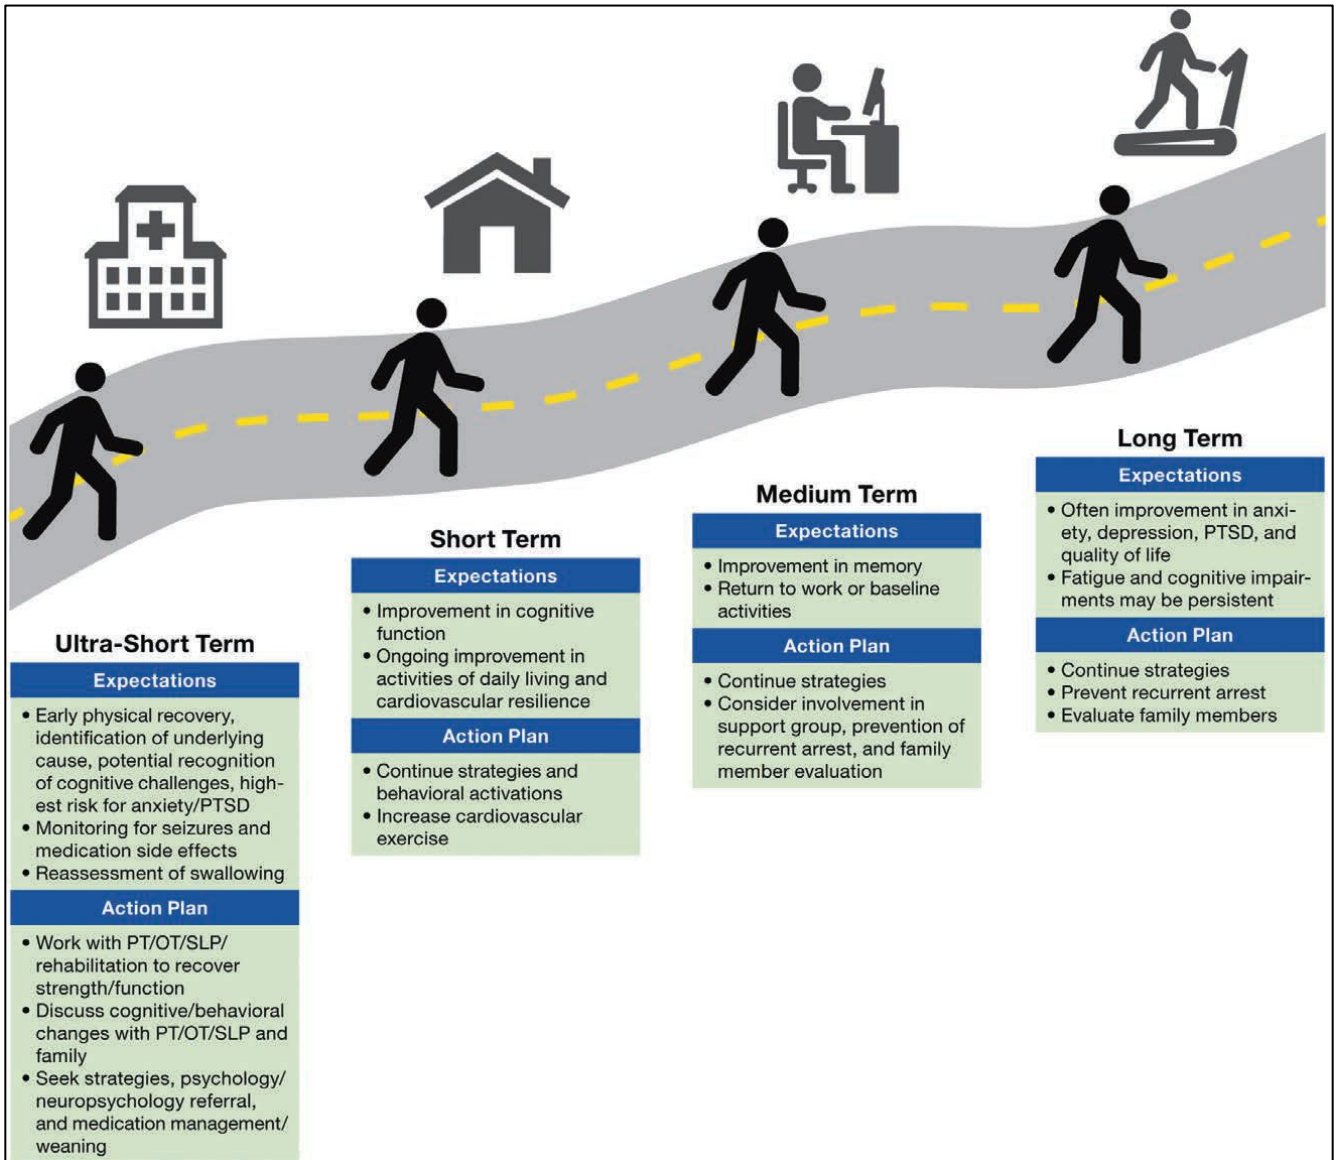 Ultra-Short Term
Expectations
• Early physical recovery,
identification of underlying
cause, potential recognition
of cognitive challenges, high-
est risk for anxiety/PTSD
• Monitoring for seizures and
medication side effects
• Reassessment of swallowing
Action Plan
• Work with PT/OT/SLP/
rehabilitation to recover
strength/function
• Discuss cognitive/behavioral
changes with PT/OT/SLP and
family
• Seek strategies, psychology/
neuropsychology referral,
and medication management/
weaning
Short Term
Expectations
• Improvement in cognitive
function
• Ongoing improvement in
activities of daily living and
cardiovascular resilience
Action Plan
• Continue strategies and
behavioral activations
• Increase cardiovascular
exercise
Medium Term
Expectations
• Improvement in memory
• Return to work or baseline
activities
Action Plan
• Continue strategies
• Consider involvement in
support group, prevention of
recurrent arrest, and family
member evaluation
Long Term
Expectations
• Often improvement in anxi-
ety, depression, PTSD, and
quality of life
• Fatigue and cognitive impair-
ments may be persistent
Action Plan
• Continue strategies
• Prevent recurrent arrest
• Evaluate family members